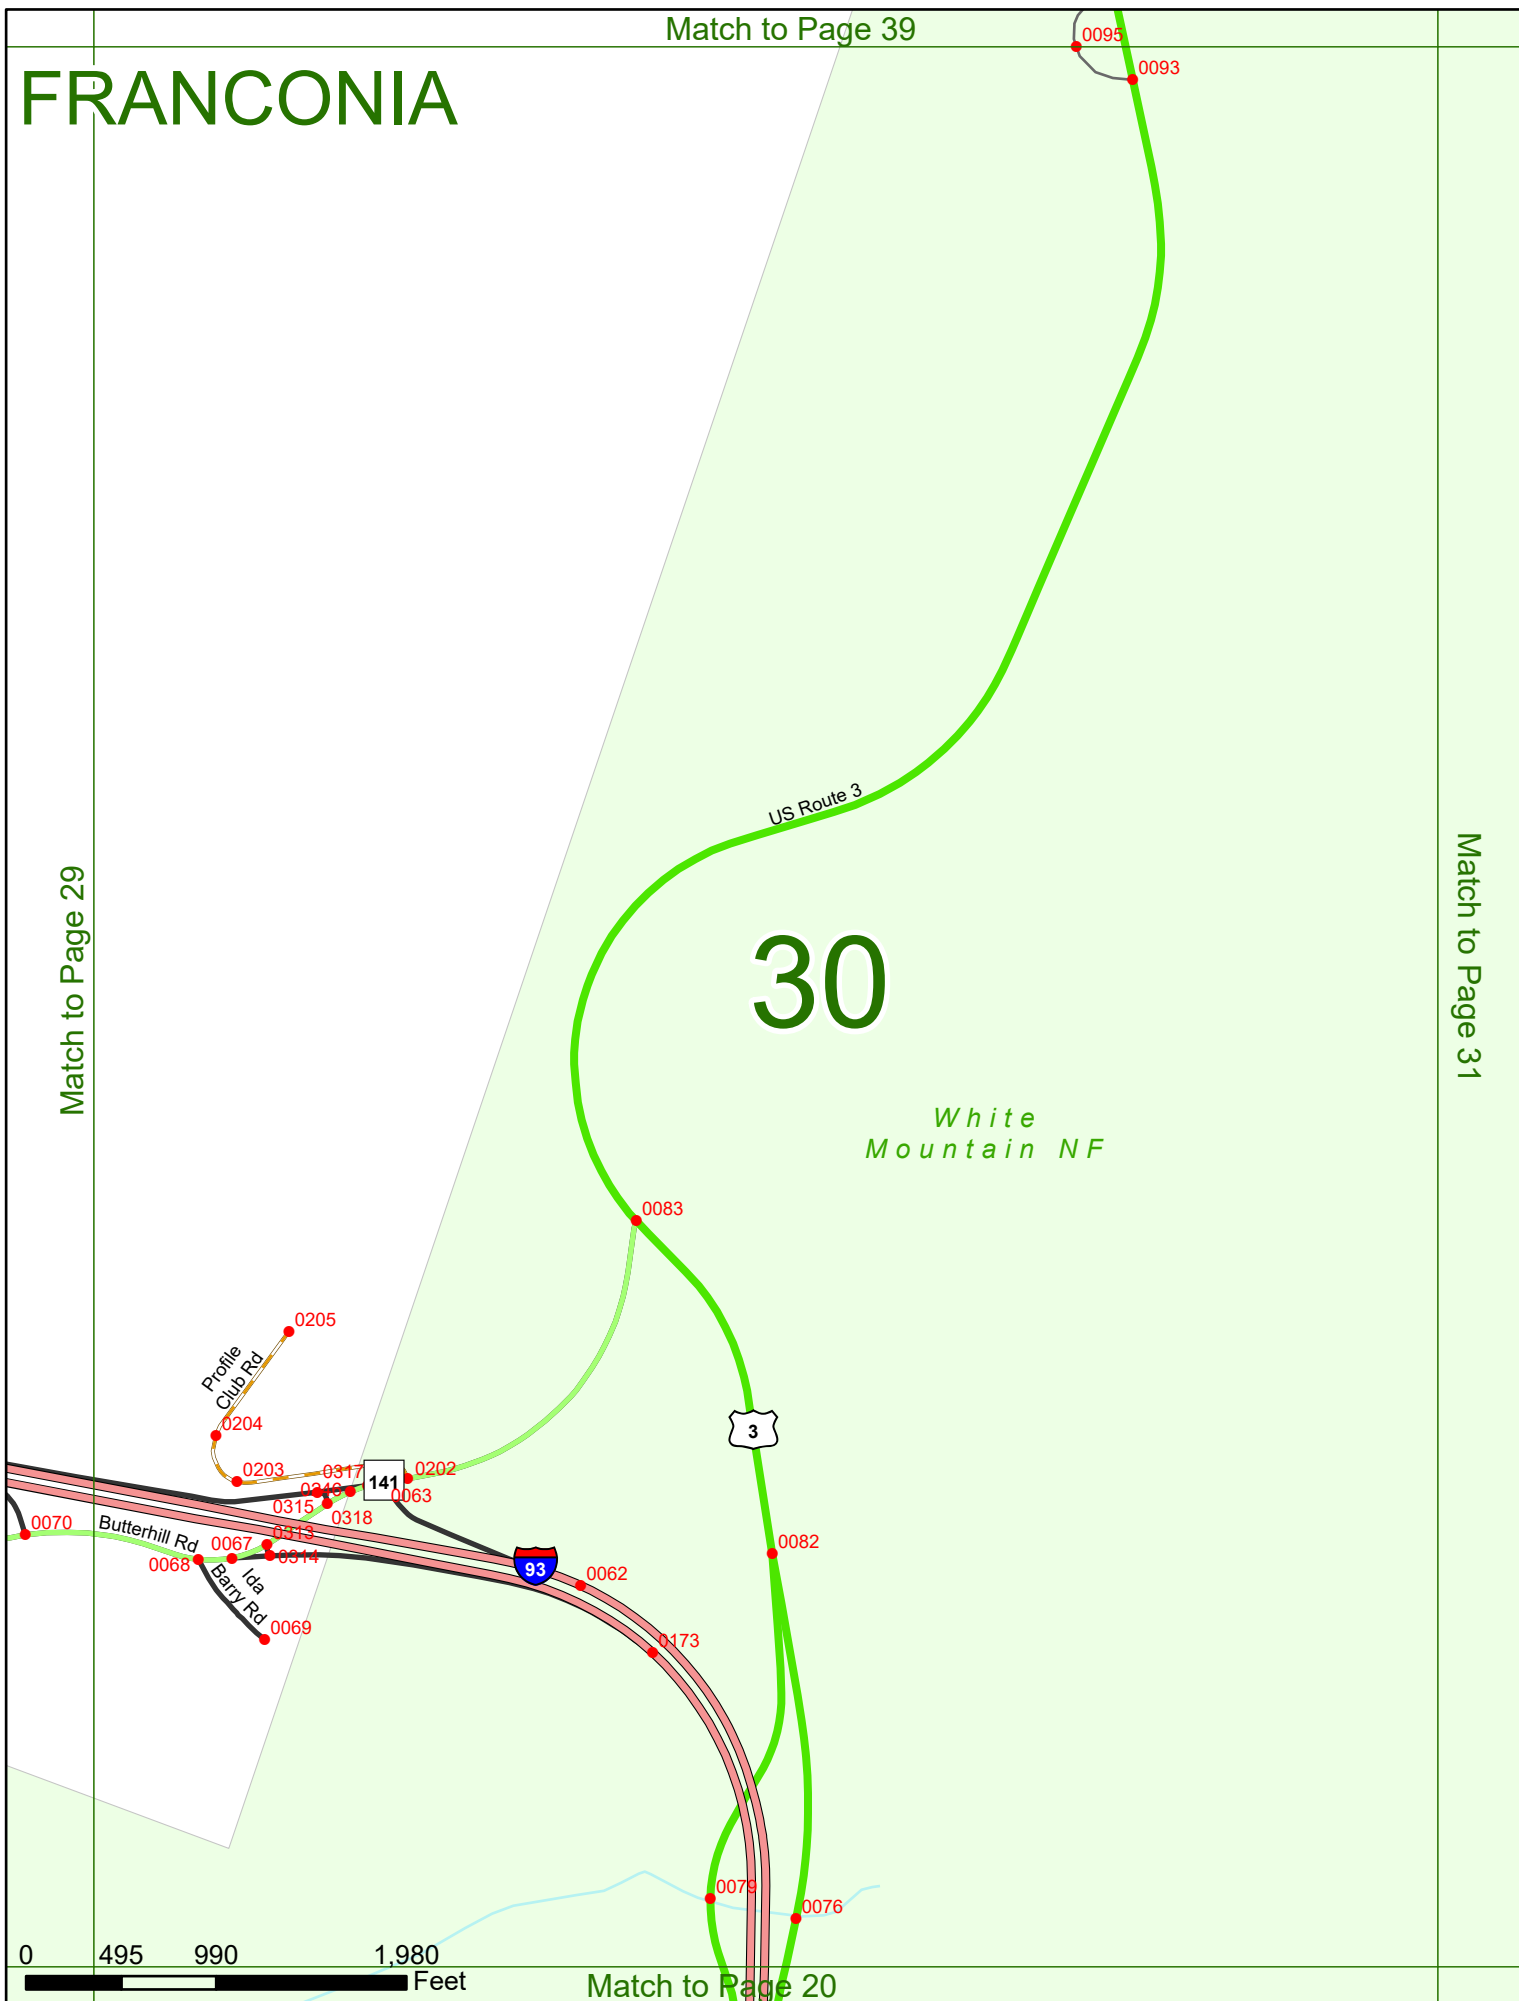 Match to Page 39
0095
0093
FRANCONIA
US Route 3
Match to Page 29
30
Match to Page 31
White
Mountain NF
0083
0205
Profile
Club Rd
0204
3
0203
0317
141
0202
0063
0315
0318
0070
Butterhill Rd
0313
0067
0314
0068
0082
93
0062
Ida
Barry Rd
0069
0173
0079
0076
0
495
990
1,980
Feet
Match to Page 20